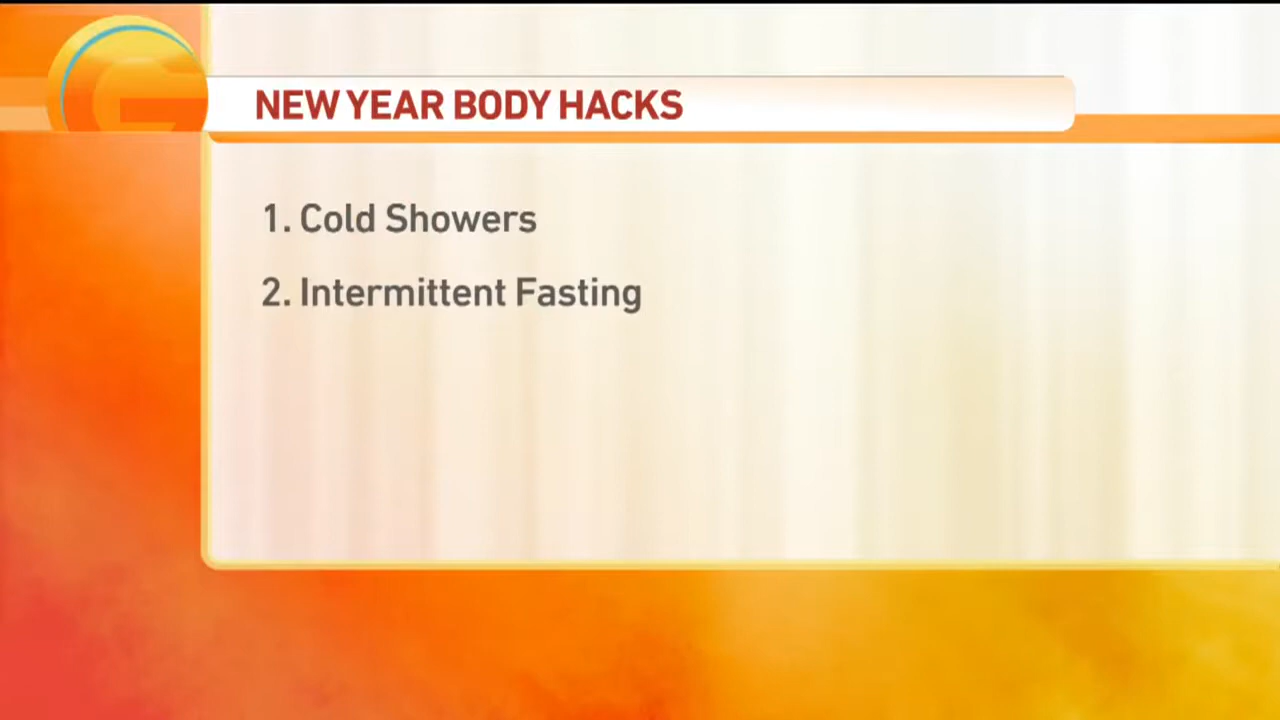 NEW YEAR BODY HACKS
1. Cold Showers
2. Intermittent Fasting